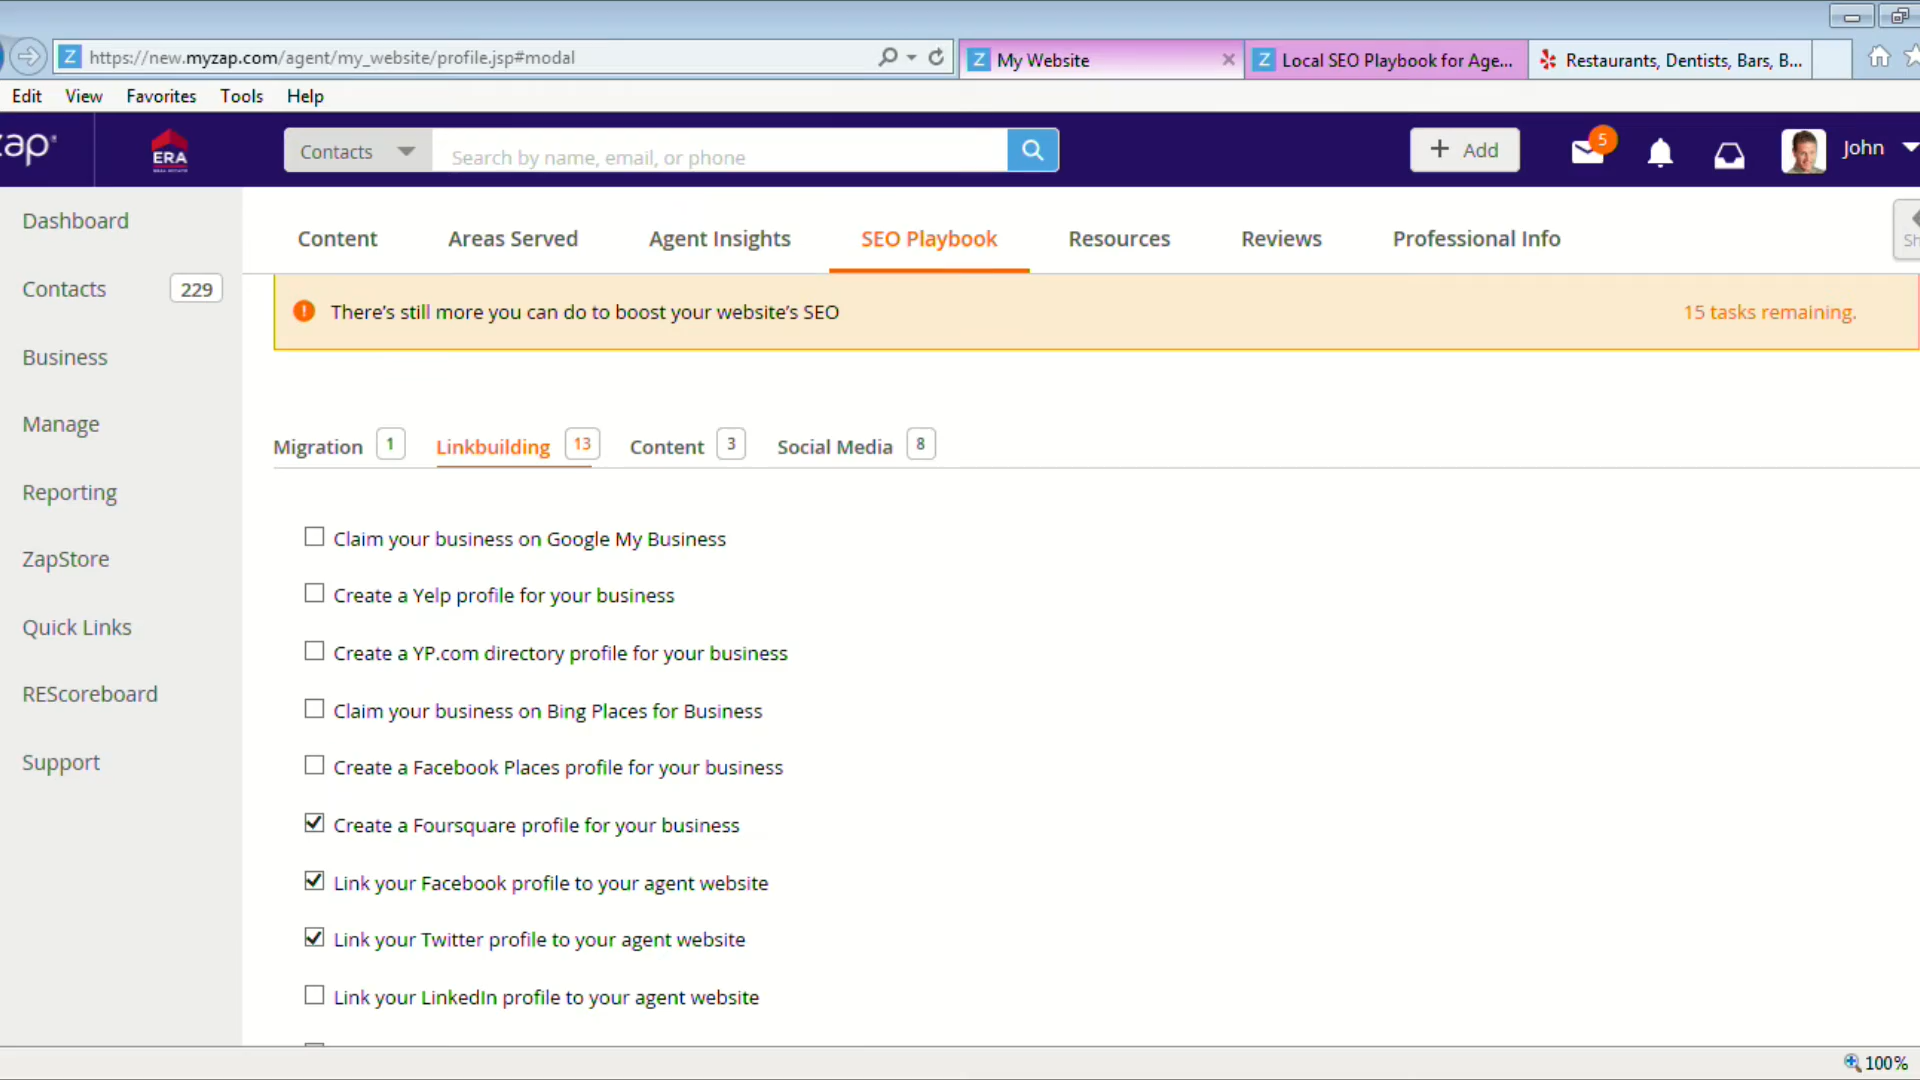 https://new.myzap.com/agent/my_website/profile.jsp#modal
My Website
Local SEO Playbook for Age...
Restaurants, Dentists, Bars, B...
Edit View Favorites Tools Help
zap
ERA
REAL ESTATE
Contacts
Search by name, email, or phone
+ Add
5
John
Dashboard
Contacts 229
Business
Manage
Reporting
ZapStore
Quick Links
REScoreboard
Support
Content Areas Served Agent Insights SEO Playbook Resources Reviews Professional Info
Sh
There's still more you can do to boost your website's SEO
15 tasks remaining.
Migration 1 Linkbuilding 13 Content 3 Social Media 8
Claim your business on Google My Business
Create a Yelp profile for your business
Create a YP.com directory profile for your business
Claim your business on Bing Places for Business
Create a Facebook Places profile for your business
Create a Foursquare profile for your business
Link your Facebook profile to your agent website
Link your Twitter profile to your agent website
Link your LinkedIn profile to your agent website
100%